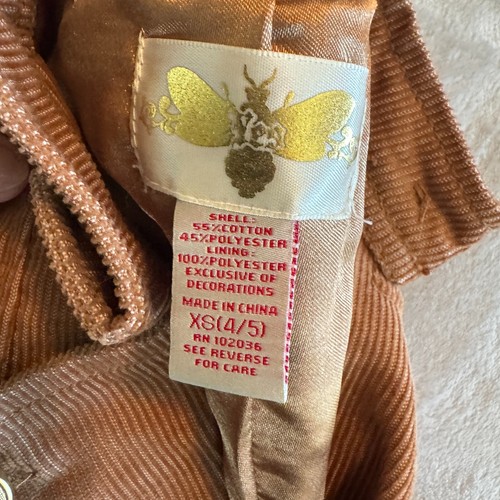 SHELL:
55%COTTON
45%POLYESTER
LINING:
100%POLYESTER
EXCLUSIVE OF
DECORATIONS
MADE IN CHINA
XS(4/5)
RN 102036
SEE REVERSE
FOR CARE